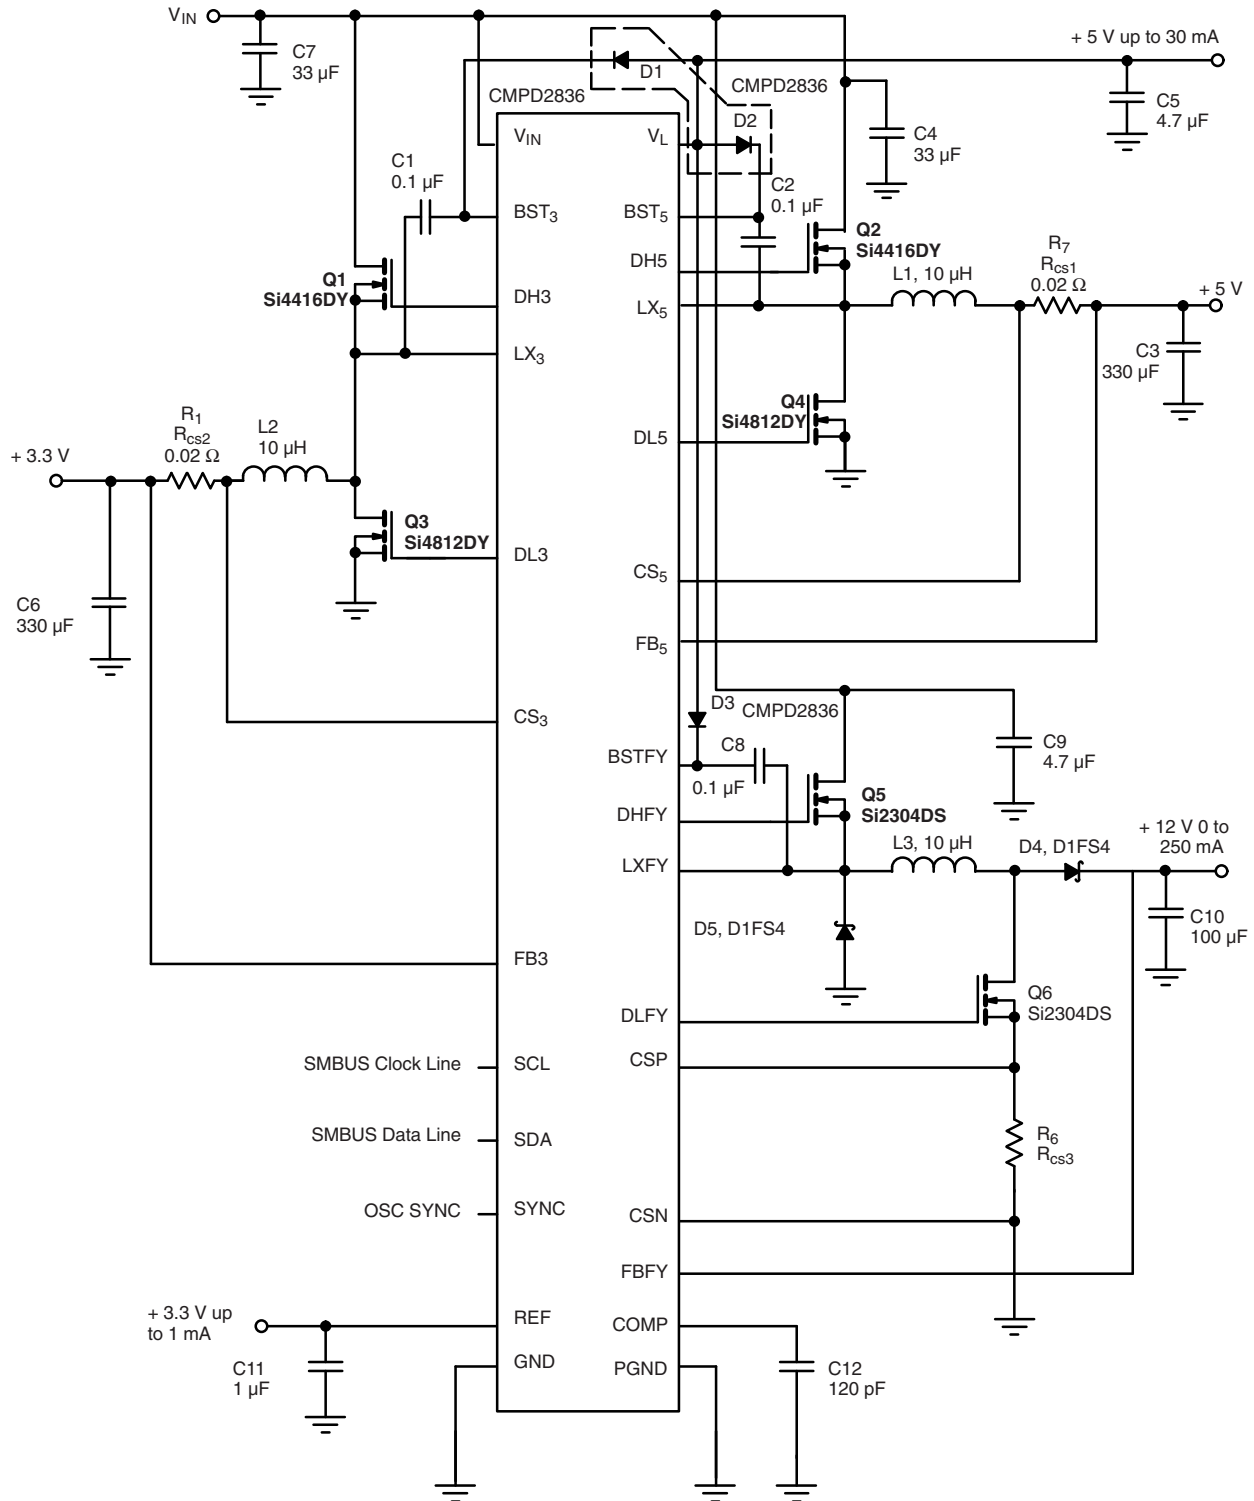 VIN
C7
33 µF
+ 5 V up to 30 mA
D1
CMPD2836
CMPD2836
D2
C5
4.7 µF
C4
33 µF
VIN
VL
C1
0.1 µF
C2
0.1 µF
BST3
BST5
Q2
Si4416DY
DH5
R7
Rcs1
0.02 Ω
L1, 10 µH
Q1
Si4416DY
DH3
LX5
+ 5 V
LX3
C3
330 µF
Q4
Si4812DY
DL5
R1
Rcs2
0.02 Ω
L2
10 µH
+ 3.3 V
Q3
Si4812DY
DL3
CS5
C6
330 µF
FB5
CS3
D3
CMPD2836
C8
0.1 µF
C9
4.7 µF
BSTFY
Q5
Si2304DS
DHFY
+ 12 V 0 to
250 mA
L3, 10 µH
D4, D1FS4
LXFY
D5, D1FS4
C10
100 µF
FB3
Q6
Si2304DS
DLFY
CSP
SMBUS Clock Line
SCL
SMBUS Data Line
SDA
R6
Rcs3
OSC SYNC
SYNC
CSN
FBFY
+ 3.3 V up
to 1 mA
REF
COMP
C11
1 µF
GND
PGND
C12
120 pF